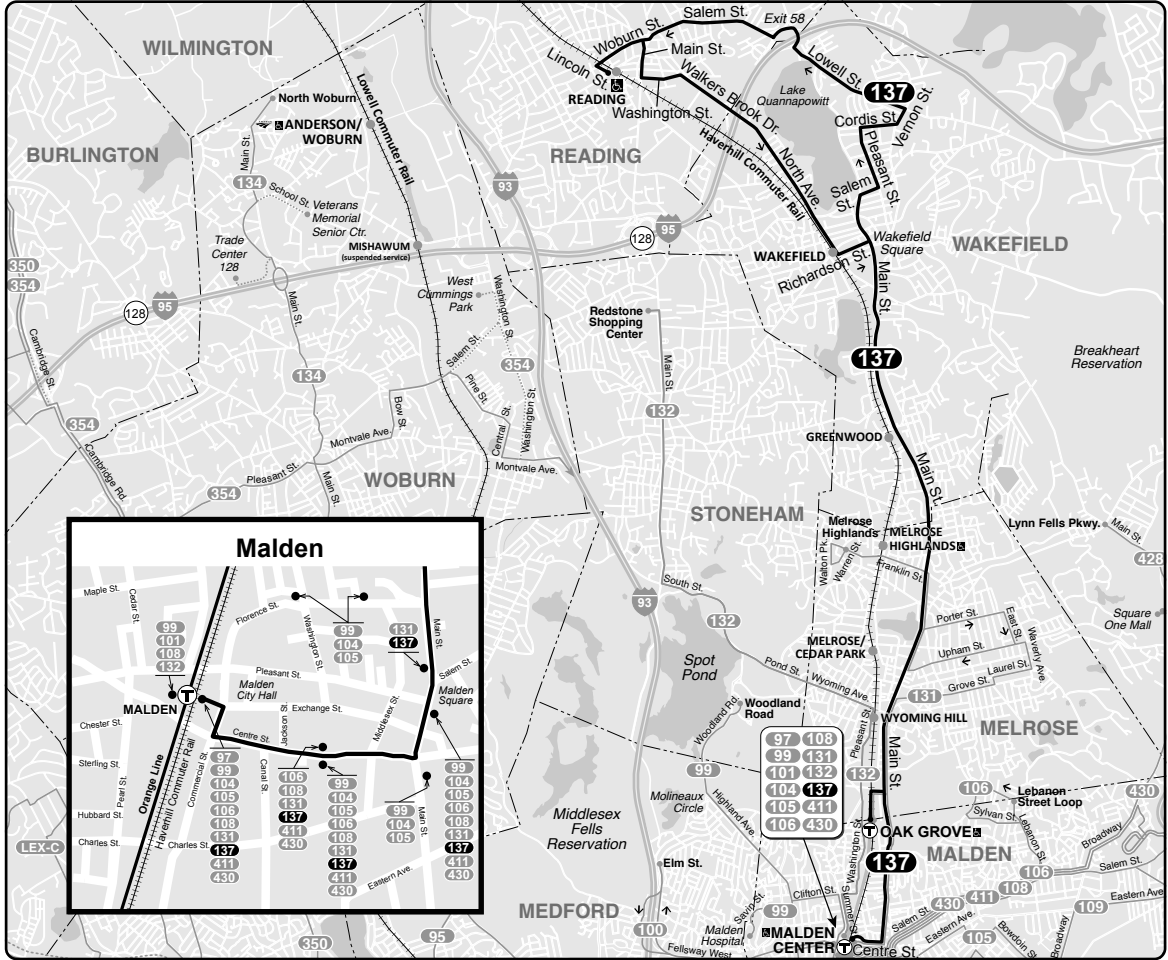 WILMINGTON
Salem St.
Exit 58
Woburn St.
Main St.
Lincoln St.
READING
Washington St.
Walkers Brook Dr.
Lake
Quannapowitt
Lowell St.
137
Vernon St.
Cordis St.
Pleasant St.
Salem
St.
North Ave.
Haverhill Commuter Rail
North Woburn
ANDERSON/
WOBURN
Lowell Commuter Rail
BURLINGTON
Main St.
134
School St.
Veterans
Memorial
Senior Ctr.
READING
93
Trade
Center
128
MISHAWUM
(suspended service)
128
95
WAKEFIELD
Richardson St.
Wakefield
Square
WAKEFIELD
Main St.
350
354
128
95
West
Cummings
Park
Washington St.
Redstone
Shopping
Center
Main St.
Salem St.
354
Cambridge St.
134
Pine St.
137
Breakheart
Reservation
Main St.
132
Bow St.
Central St.
Washington St.
354
Montvale Ave.
Montvale Ave.
GREENWOOD
Cambridge Rd.
Pleasant St.
354
Main St.
WOBURN
Main St.
STONEHAM
Melrose
Highlands
MELROSE
HIGHLANDS
Walton Pk.
Warren St.
Franklin St.
Lynn Fells Pkwy.
Main St.
428
South St.
93
132
Square
One Mall
Porter St.
East St.
Waverly Ave.
Upham St.
Laurel St.
Grove St.
131
MELROSE/
CEDAR PARK
Spot
Pond
Pond St.
Wyoming Ave.
WYOMING HILL
Woodland Rd.
Woodland
Road
Pleasant St.
MELROSE
Main St.
97 108
99 131
101 132
104 137
105 411
106 430
132
99
Molineaux
Circle
Highland Ave.
106
Lebanon
Street Loop
430
Sylvan St.
Lebanon St.
Broadway
T OAK GROVE
MALDEN
Middlesex
Fells
Reservation
Washington St.
137
106
Salem St.
Elm St.
Clifton St.
Summer St.
108
411
430
Eastern Ave.
109
MEDFORD
Savin St.
99
Salem St.
Eastern Ave.
105
Bowdoin St.
Broadway
100
Malden
Hospital
MALDEN
CENTER
T
Centre St.
Fellsway West
LEX-C
350
95
Malden
Maple St.
Cedar St.
Florence St.
99
101
108
132
Washington St.
99
104
105
131
137
Main St.
Salem St.
Pleasant St.
Malden
City Hall
Malden
Square
MALDEN
T
Exchange St.
Jackson St.
Middlesex St.
Chester St.
Centre St.
Sterling St.
Pearl St.
Orange Line
Haverhill Commuter Rail
Commercial St.
Canal St.
Hubbard St.
Charles St.
Charles St.
97
99
104
105
106
108
131
137
411
430
106
108
131
137
411
430
99
104
105
106
108
131
137
411
430
99
104
105
Main St.
99
104
105
106
108
131
137
411
430
Eastern Ave.